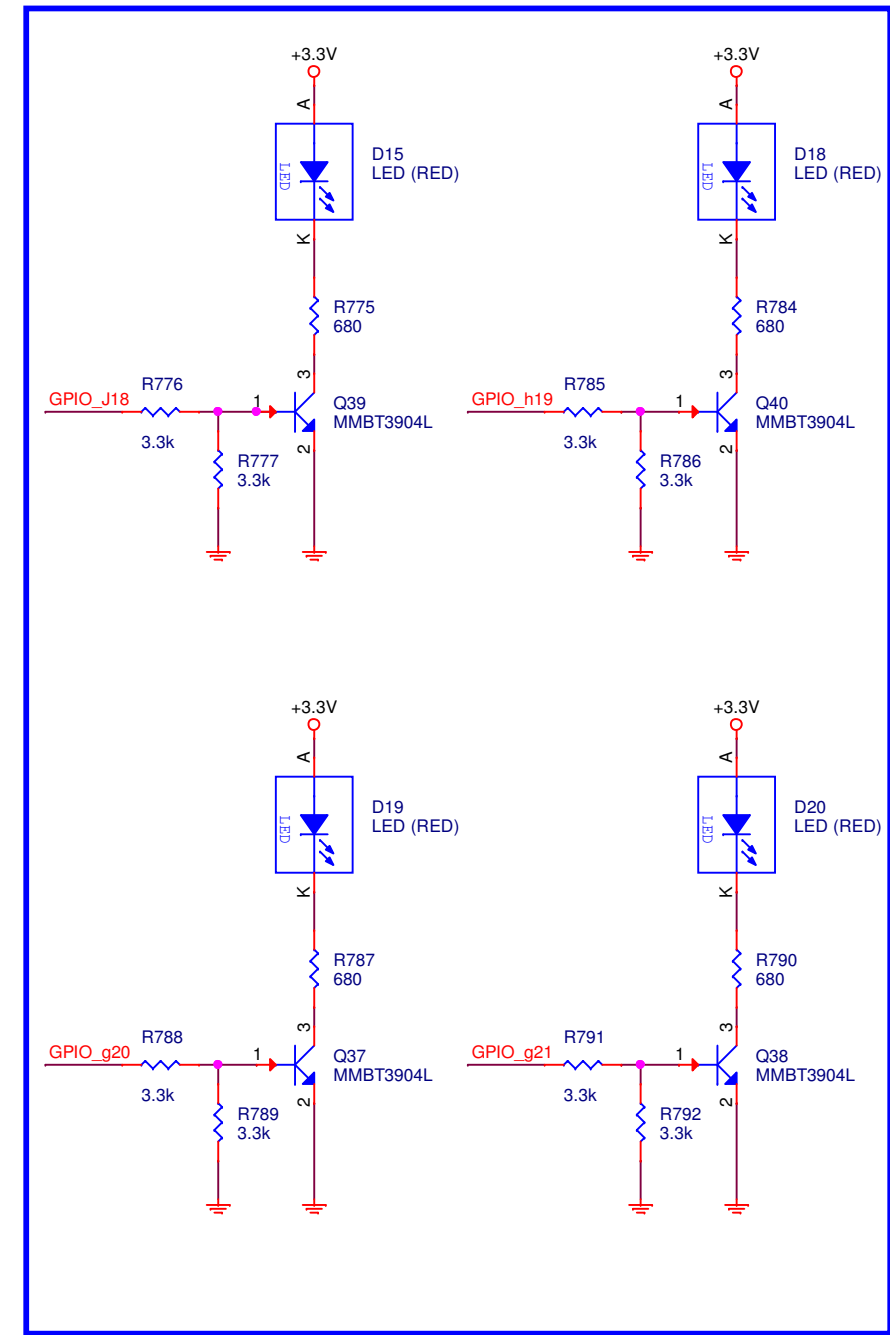 +3.3V
A
LED
D15
LED (RED)
K
R775
680
GPIO_J18
R776
3.3k
1
3
2
Q39
MMBT3904L
R777
3.3k
+3.3V
A
LED
D18
LED (RED)
K
R784
680
GPIO_h19
R785
3.3k
1
3
2
Q40
MMBT3904L
R786
3.3k
+3.3V
A
LED
D19
LED (RED)
K
R787
680
GPIO_g20
R788
3.3k
1
3
2
Q37
MMBT3904L
R789
3.3k
+3.3V
A
LED
D20
LED (RED)
K
R790
680
GPIO_g21
R791
3.3k
1
3
2
Q38
MMBT3904L
R792
3.3k